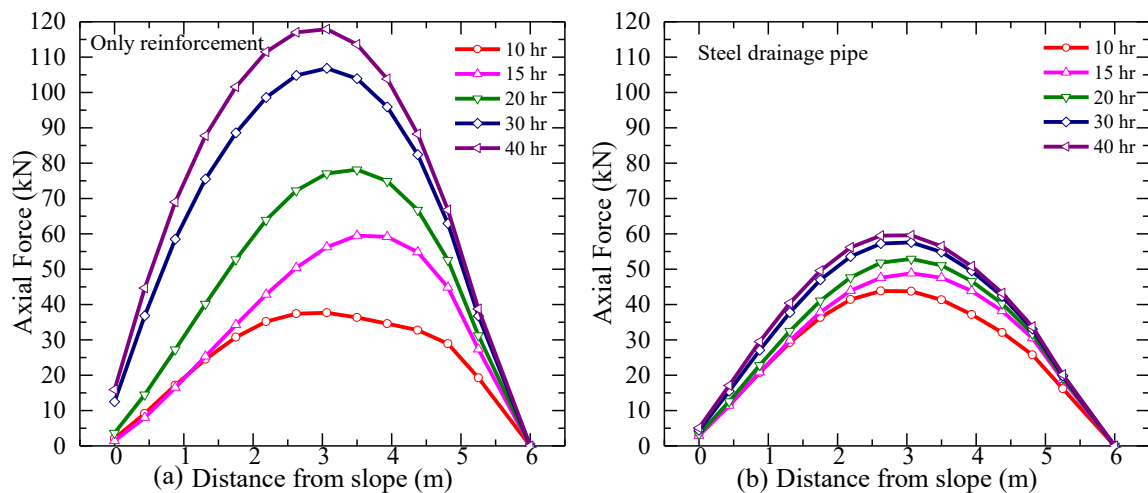 Only reinforcement
10 hr
15 hr
20 hr
30 hr
40 hr
Axial Force (kN)
120
110
100
90
80
70
60
50
40
30
20
10
0
0 1 2 3 4 5 6
(a) Distance from slope (m)
Steel drainage pipe
10 hr
15 hr
20 hr
30 hr
40 hr
Axial Force (kN)
120
110
100
90
80
70
60
50
40
30
20
10
0
0 1 2 3 4 5 6
(b) Distance from slope (m)